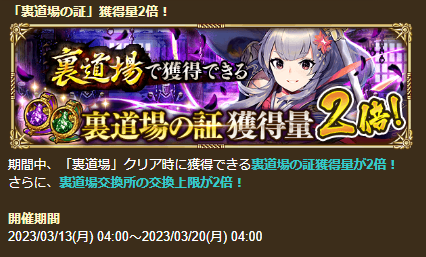 「裏道場の証」獲得量2倍！
裏道場で獲得できる
裏道場の証獲得量2倍!
期間中、「裏道場」クリア時に獲得できる裏道場の証獲得量が2倍！
さらに、裏道場交換所の交換上限が2倍！
開催期間
2023/03/13(月) 04:00～2023/03/20(月) 04:00